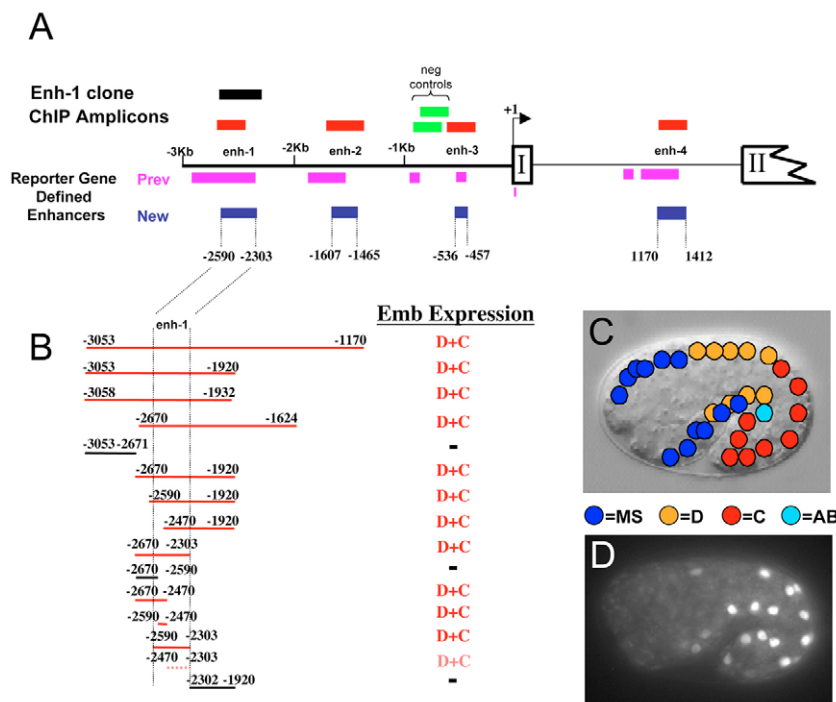 A
neg
controls
Enh-1 clone
ChIP Amplicons
+1
-3Kb enh-1 -2Kb enh-2 -1Kb enh-3 I enh-4 II
Reporter Gene Prev
Defined
Enhancers New
-2590 -2303 -1607 -1465 -536 -457 1170 1412
B
enh-1
Emb Expression
-3053 -1170 D+C
-3053 -1920 D+C
-3058 -1932 D+C
-2670 -1624 D+C
-3053 -2671 -
-2670 -1920 D+C
-2590 -1920 D+C
-2470 -1920 D+C
-2670 -2303 D+C
-2670 -2590 -
-2670 -2470 D+C
-2590 -2470 D+C
-2590 -2303 D+C
-2470 -2303 D+C
-2302 -1920 -
C
=MS =D =C =AB
D